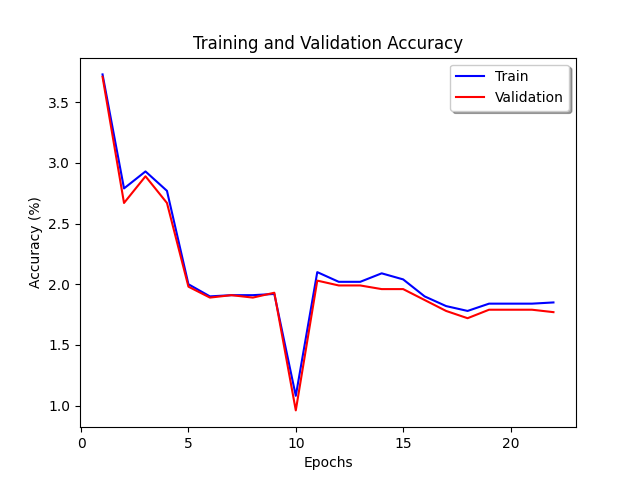 Training and Validation Accuracy
Train
Validation
Accuracy (%)
3.5
3.0
2.5
2.0
1.5
1.0
0
5
10
15
20
Epochs